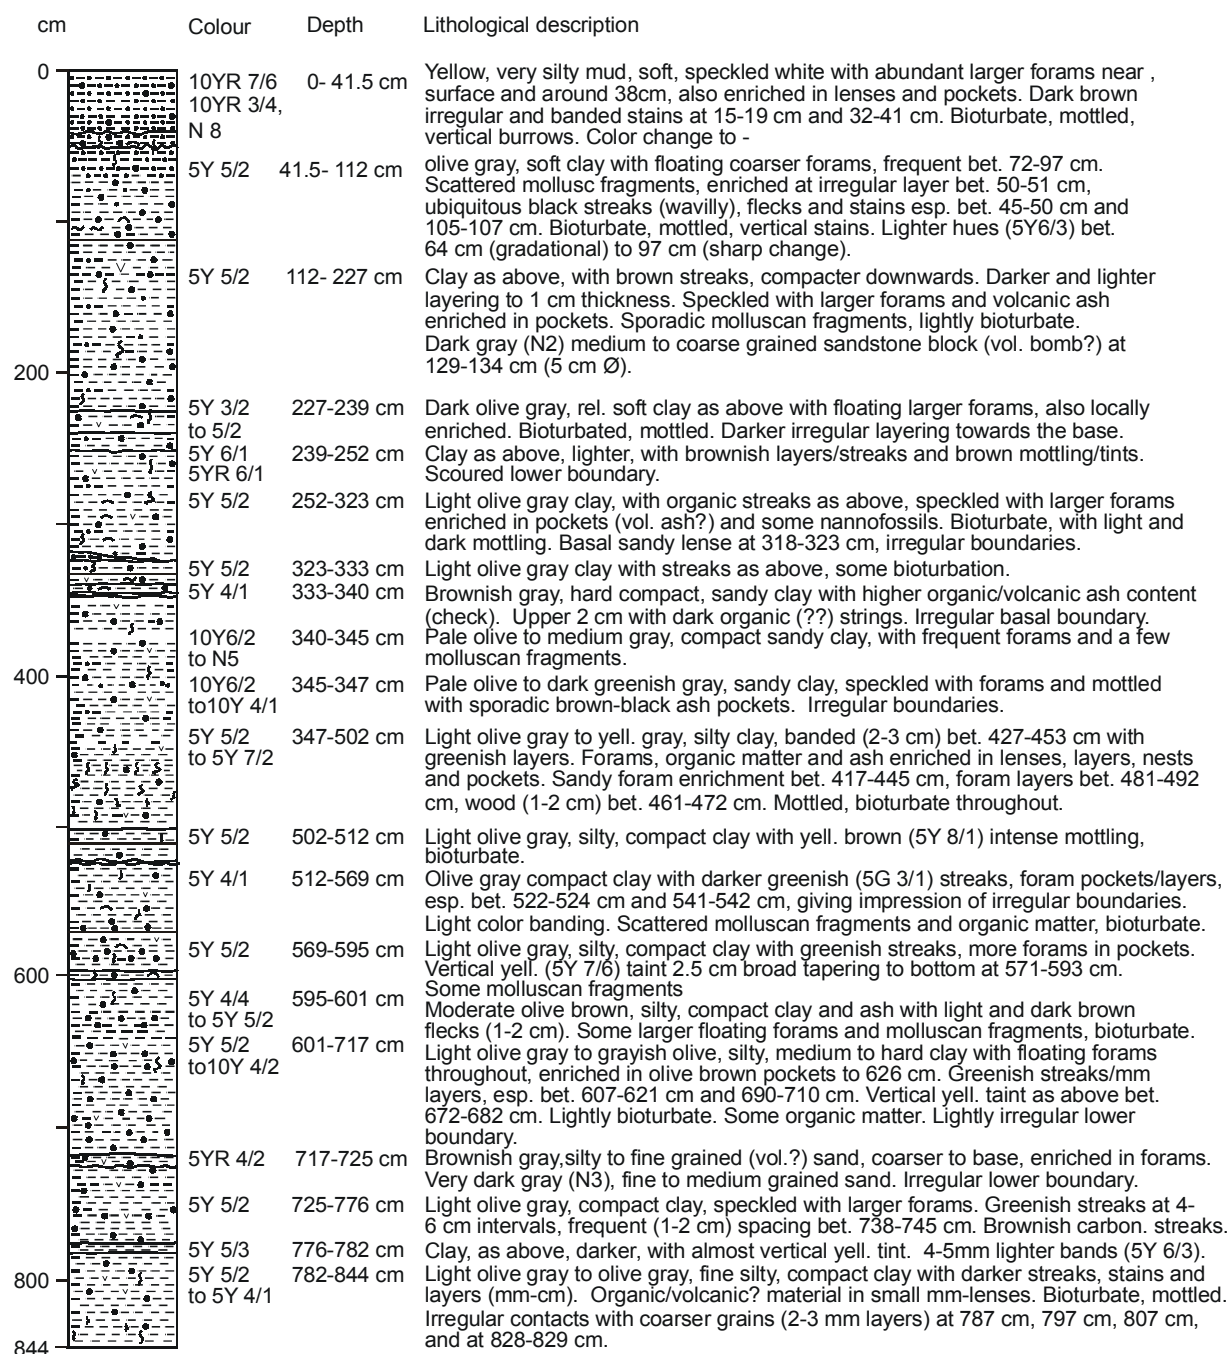 cm Colour Depth Lithological description
0
10YR 7/6 0- 41.5 cm
10YR 3/4,
N 8
Yellow, very silty mud, soft, speckled white with abundant larger forams near ,
surface and around 38cm, also enriched in lenses and pockets. Dark brown
irregular and banded stains at 15-19 cm and 32-41 cm. Bioturbate, mottled,
vertical burrows. Color change to -
5Y 5/2 41.5- 112 cm
olive gray, soft clay with floating coarser forams, frequent bet. 72-97 cm.
Scattered mollusc fragments, enriched at irregular layer bet. 50-51 cm,
ubiquitous black streaks (wavilly), flecks and stains esp. bet. 45-50 cm and
105-107 cm. Bioturbate, mottled, vertical stains. Lighter hues (5Y6/3) bet.
64 cm (gradational) to 97 cm (sharp change).
5Y 5/2 112- 227 cm
Clay as above, with brown streaks, compacter downwards. Darker and lighter
layering to 1 cm thickness. Speckled with larger forams and volcanic ash
enriched in pockets. Sporadic molluscan fragments, lightly bioturbate.
Dark gray (N2) medium to coarse grained sandstone block (vol. bomb?) at
129-134 cm (5 cm Ø).
200
5Y 3/2 227-239 cm
to 5/2
Dark olive gray, rel. soft clay as above with floating larger forams, also locally
enriched. Bioturbated, mottled. Darker irregular layering towards the base.
5Y 6/1 239-252 cm
5YR 6/1
Clay as above, lighter, with brownish layers/streaks and brown mottling/tints.
Scoured lower boundary.
5Y 5/2 252-323 cm
Light olive gray clay, with organic streaks as above, speckled with larger forams
enriched in pockets (vol. ash?) and some nannofossils. Bioturbate, with light and
dark mottling. Basal sandy lense at 318-323 cm, irregular boundaries.
5Y 5/2 323-333 cm
Light olive gray clay with streaks as above, some bioturbation.
5Y 4/1 333-340 cm
Brownish gray, hard compact, sandy clay with higher organic/volcanic ash content
(check). Upper 2 cm with dark organic (??) strings. Irregular basal boundary.
10Y6/2 340-345 cm
to N5
Pale olive to medium gray, compact sandy clay, with frequent forams and a few
molluscan fragments.
400
10Y6/2 345-347 cm
to10Y 4/1
Pale olive to dark greenish gray, sandy clay, speckled with forams and mottled
with sporadic brown-black ash pockets. Irregular boundaries.
5Y 5/2 347-502 cm
to 5Y 7/2
Light olive gray to yell. gray, silty clay, banded (2-3 cm) bet. 427-453 cm with
greenish layers. Forams, organic matter and ash enriched in lenses, layers, nests
and pockets. Sandy foram enrichment bet. 417-445 cm, foram layers bet. 481-492
cm, wood (1-2 cm) bet. 461-472 cm. Mottled, bioturbate throughout.
5Y 5/2 502-512 cm
Light olive gray, silty, compact clay with yell. brown (5Y 8/1) intense mottling,
bioturbate.
5Y 4/1 512-569 cm
Olive gray compact clay with darker greenish (5G 3/1) streaks, foram pockets/layers,
esp. bet. 522-524 cm and 541-542 cm, giving impression of irregular boundaries.
Light color banding. Scattered molluscan fragments and organic matter, bioturbate.
5Y 5/2 569-595 cm
Light olive gray, silty, compact clay with greenish streaks, more forams in pockets.
Vertical yell. (5Y 7/6) taint 2.5 cm broad tapering to bottom at 571-593 cm.
Some molluscan fragments
600
5Y 4/4 595-601 cm
to 5Y 5/2
Moderate olive brown, silty, compact clay and ash with light and dark brown
flecks (1-2 cm). Some larger floating forams and molluscan fragments, bioturbate.
5Y 5/2 601-717 cm
to10Y 4/2
Light olive gray to grayish olive, silty, medium to hard clay with floating forams
throughout, enriched in olive brown pockets to 626 cm. Greenish streaks/mm
layers, esp. bet. 607-621 cm and 690-710 cm. Vertical yell. taint as above bet.
672-682 cm. Lightly bioturbate. Some organic matter. Lightly irregular lower
boundary.
5YR 4/2 717-725 cm
Brownish gray,silty to fine grained (vol.?) sand, coarser to base, enriched in forams.
Very dark gray (N3), fine to medium grained sand. Irregular lower boundary.
5Y 5/2 725-776 cm
Light olive gray, compact clay, speckled with larger forams. Greenish streaks at 4-
6 cm intervals, frequent (1-2 cm) spacing bet. 738-745 cm. Brownish carbon. streaks.
5Y 5/3 776-782 cm
Clay, as above, darker, with almost vertical yell. tint. 4-5mm lighter bands (5Y 6/3).
800
5Y 5/2 782-844 cm
to 5Y 4/1
Light olive gray to olive gray, fine silty, compact clay with darker streaks, stains and
layers (mm-cm). Organic/volcanic? material in small mm-lenses. Bioturbate, mottled.
Irregular contacts with coarser grains (2-3 mm layers) at 787 cm, 797 cm, 807 cm,
and at 828-829 cm.
844